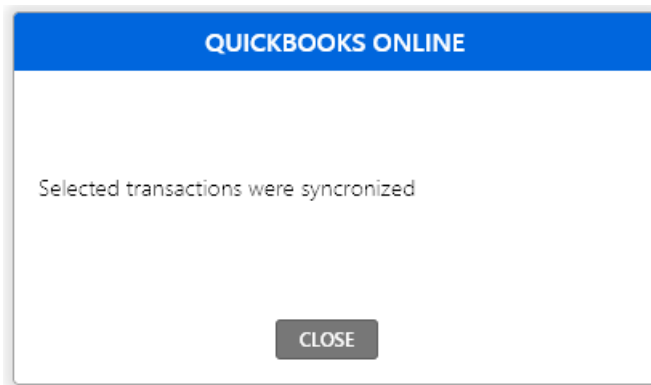 QUICKBOOKS ONLINE
Selected transactions were syncronized
CLOSE